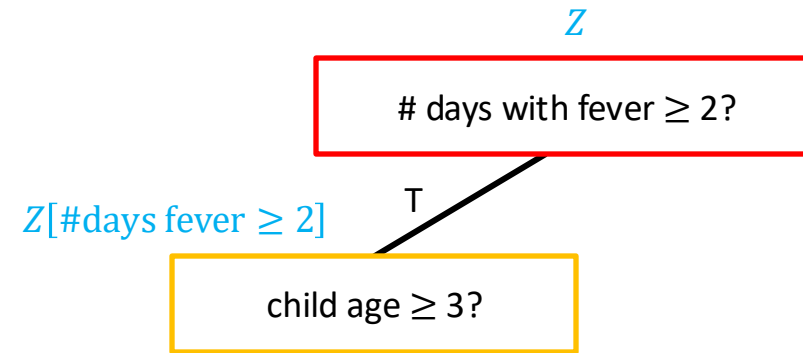 Z
# days with fever ≥ 2?
T
Z[#days fever ≥ 2]
child age ≥ 3?